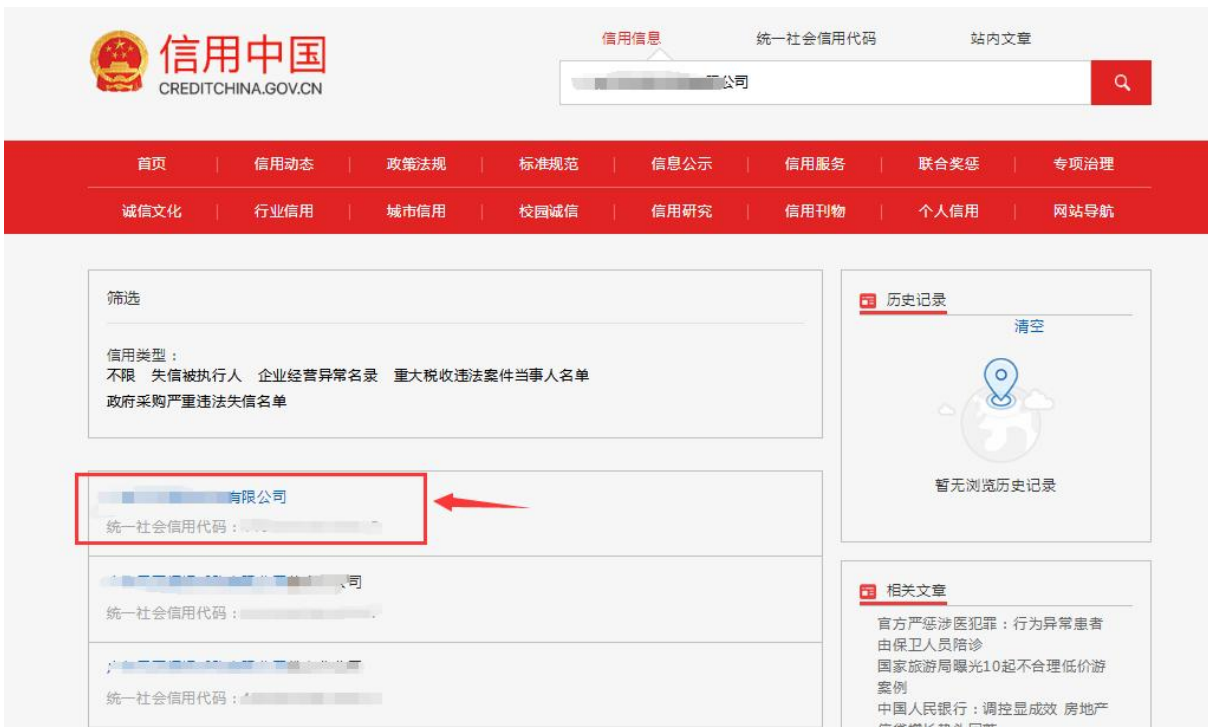 信用信息 统一社会信用代码 站内文章
信用中国
CREDITCHINA.GOV.CN
公司
首页 信用动态 政策法规 标准规范 信息公示 信用服务 联合奖惩 专项治理
诚信文化 行业信用 城市信用 校园诚信 信用研究 信用刊物 个人信用 网站导航
筛选
信用类型：
不限 失信被执行人 企业经营异常名录 重大税收违法案件当事人名单
政府采购严重违法失信名单
有限公司
统一社会信用代码：
司
统一社会信用代码：
统一社会信用代码：
历史记录
清空
暂无浏览历史记录
相关文章
官方严惩涉医犯罪：行为异常患者
由保卫人员陪诊
国家旅游局曝光10起不合理低价游
案例
中国人民银行：调控显成效 房地产